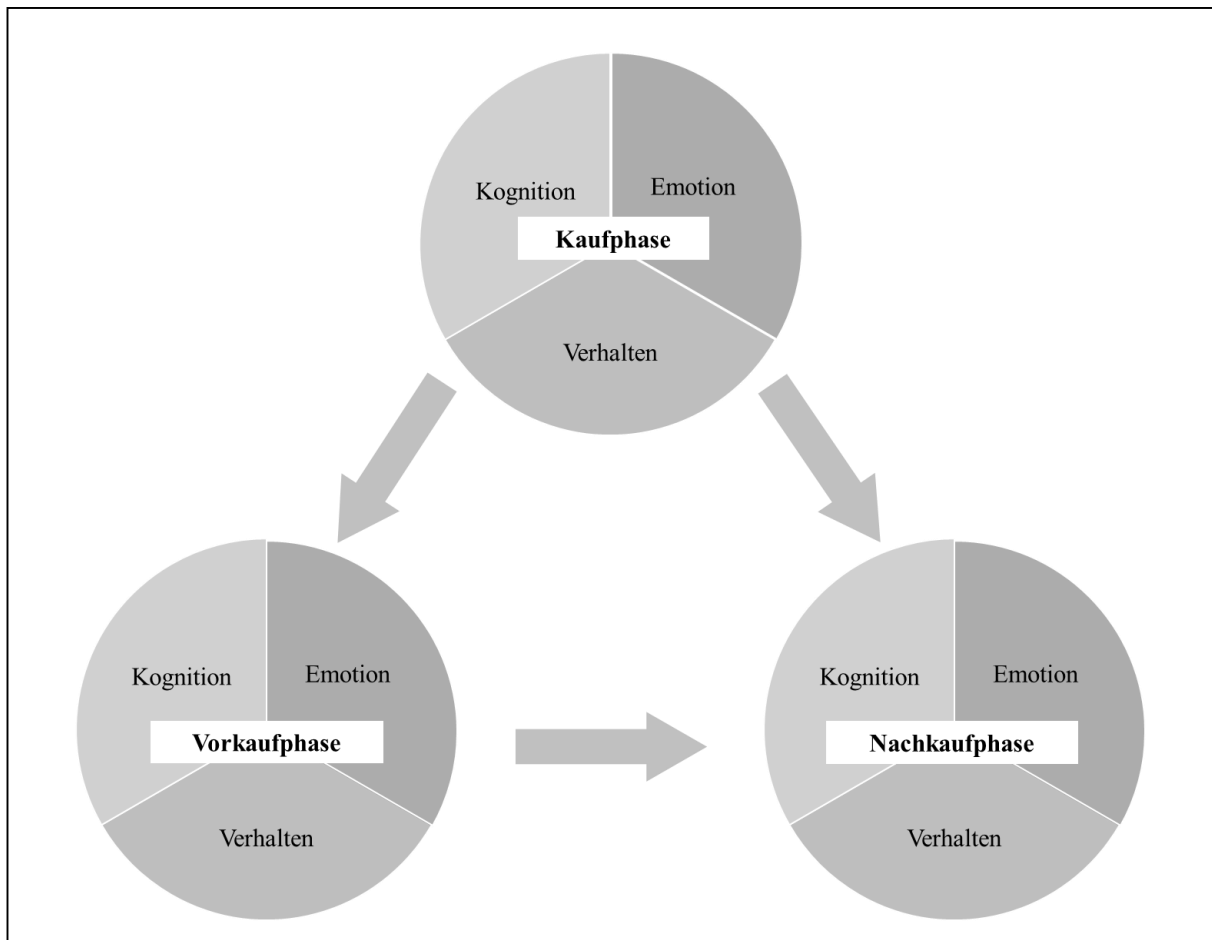 Kognition
Emotion
Kaufphase
Verhalten
Kognition
Emotion
Vorkaufphase
Verhalten
Kognition
Emotion
Nachkaufphase
Verhalten